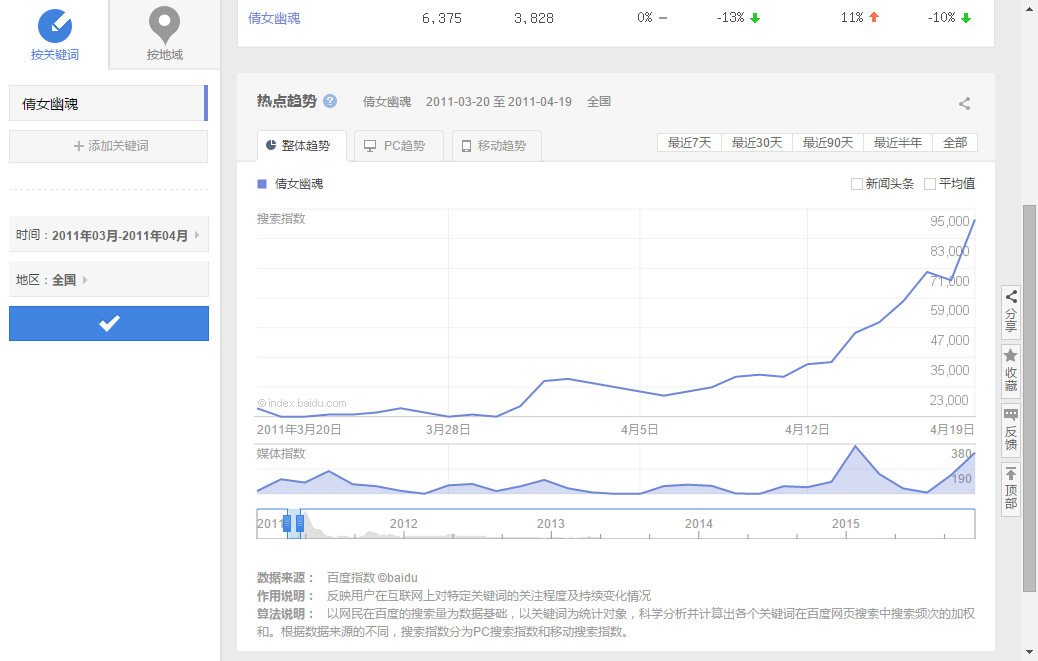 按关键词
按地域
倩女幽魂
+ 添加关键词
时间：2011年03月-2011年04月
地区：全国
倩女幽魂 6,375 3,828 0% -13% 11% -10%
热点趋势 ? 倩女幽魂 2011-03-20 至 2011-04-19 全国
整体趋势 PC趋势 移动趋势 最近7天 最近30天 最近90天 最近半年 全部
倩女幽魂 新闻头条 平均值
搜索指数
95,000
83,000
71,000
59,000
47,000
35,000
23,000
©index.baidu.com
2011年3月20日 3月28日 4月5日 4月12日 4月19日
媒体指数
380
190
2011 2012 2013 2014 2015
数据来源： 百度指数 ©baidu
作用说明： 反映用户在互联网上对特定关键词的关注程度及持续变化情况
算法说明： 以网民在百度的搜索量为数据基础，以关键词为统计对象，科学分析并计算出各个关键词在百度网页搜索中搜索频次的加权
和。根据数据来源的不同，搜索指数分为PC搜索指数和移动搜索指数。
分享
收藏
反馈
顶部